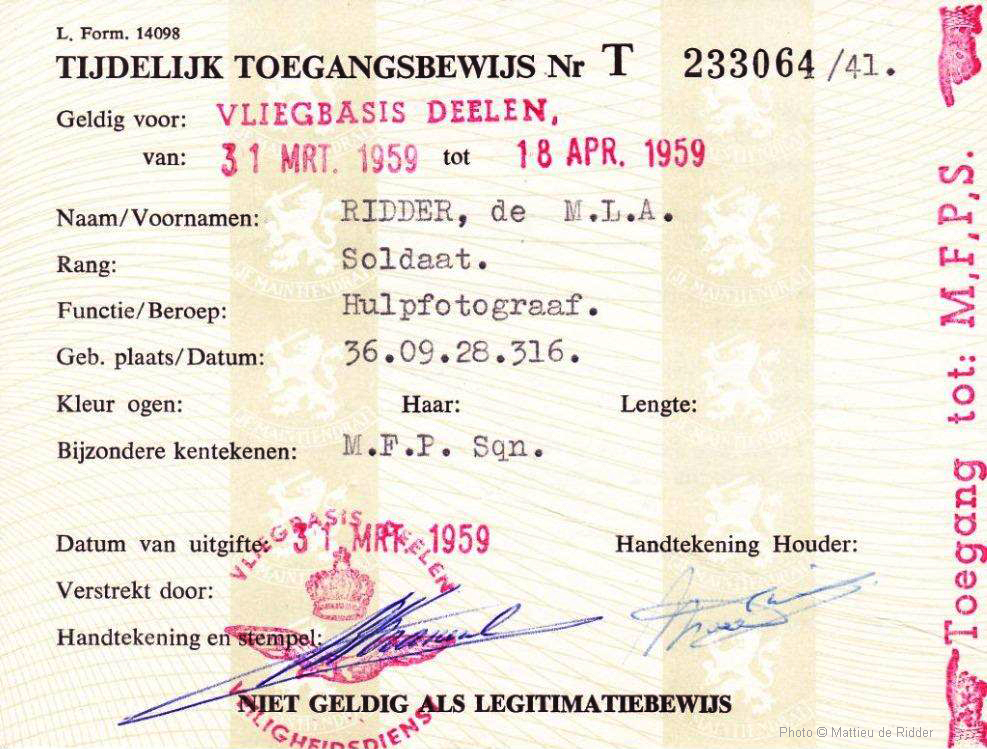 L. Form. 14098
TIJDELIJK TOEGANGSBEWIJS Nr T 233064 /41.
Geldig voor: VLIEGBASIS DEELEN,
van: 31 MRT. 1959 tot 18 APR. 1959
Naam/Voornamen: RIDDER, de M.L.A.
Rang: Soldaat.
Functie/Beroep: Hulpfotograaf.
Geb. plaats/Datum: 36.09.28.316.
Kleur ogen: Haar: Lengte:
Bijzondere kentekenen: M.F.P. Sqn.
Datum van uitgifte: 31 MRT. 1959 Handtekening Houder:
Verstrekt door:
Handtekening en stempel:
VLIEGBASIS DEELEN
NIET GELDIG ALS LEGITIMATIEBEWIJS
Toegang tot: M,F,P,S.
Photo © Mattieu de Ridder